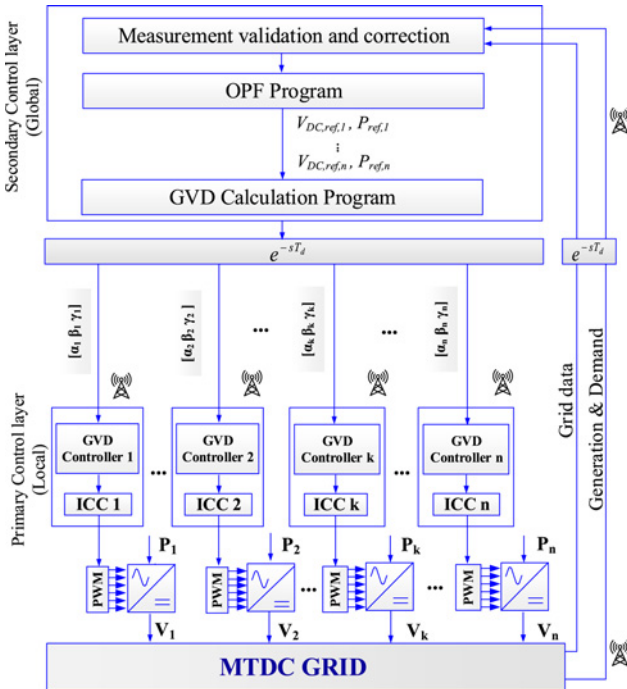 Secondary Control layer
(Global)
Measurement validation and correction
OPF Program
V_{DC,ref,1}, P_{ref,1}
⋮
V_{DC,ref,n}, P_{ref,n}
GVD Calculation Program
e^{-sT_d}
e^{-sT_d}
[α₁ β₁ γ₁]
[α₂ β₂ γ₂ ]
...
[αₖ βₖ γₖ]
...
[αₙ βₙ γₙ]
Grid data
Generation & Demand
Primary Control layer
(Local)
GVD
Controller 1
ICC 1
...
GVD
Controller 2
ICC 2
GVD
Controller k
ICC k
...
GVD
Controller n
ICC n
P₁
P₂
Pₖ
Pₙ
PWM
PWM
...
PWM
...
PWM
V₁
V₂
Vₖ
Vₙ
MTDC GRID